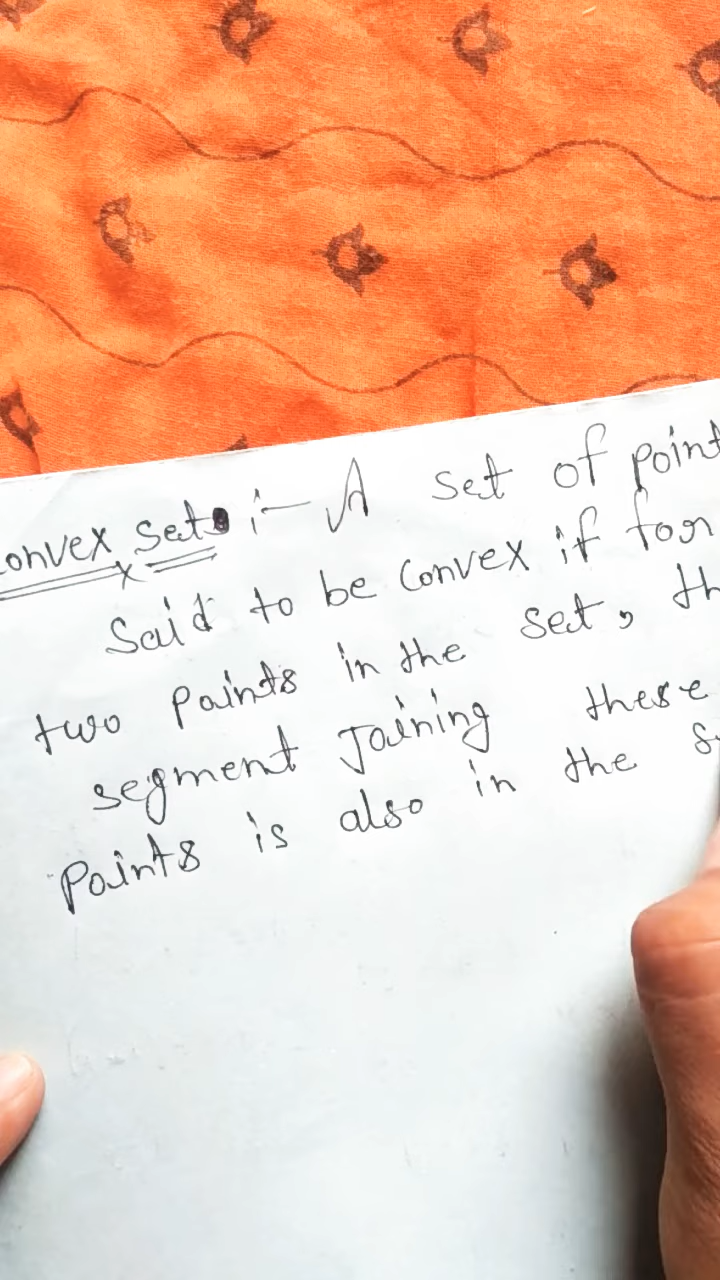 onvex Set :- A set of point
Said to be Convex if for
two points in the set, th
segment Joining these
points is also in the s